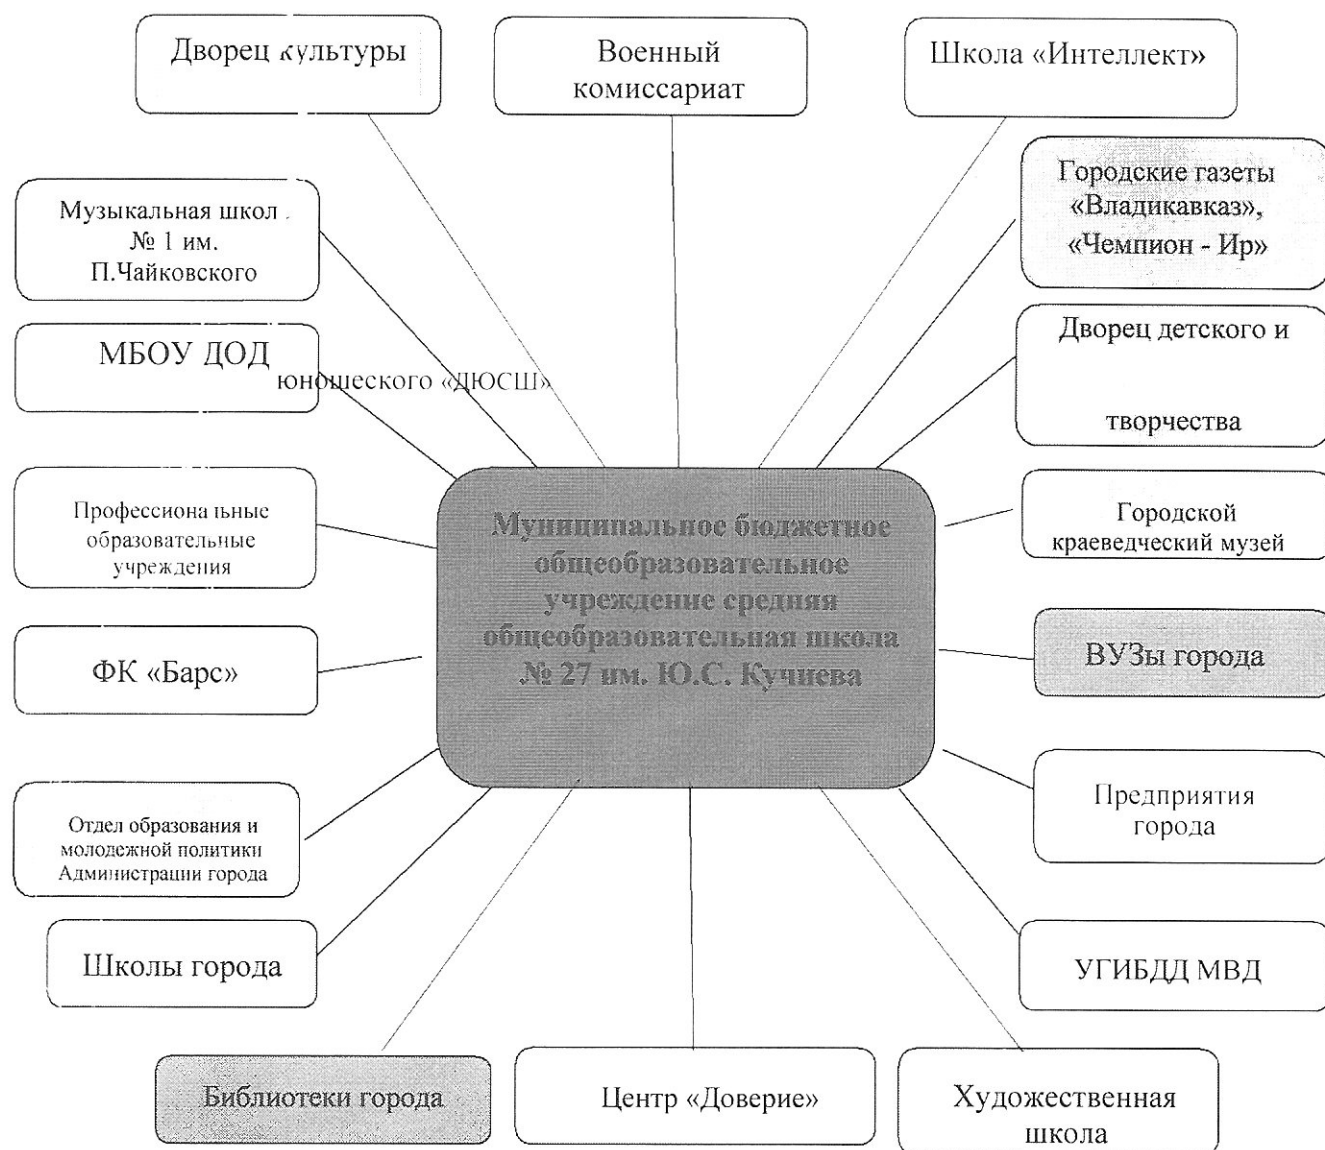 Дворец культуры
Военный
комиссариат
Школа «Интеллект»
Городские газеты
«Владикавказ»,
«Чемпион - Ир»
Музыкальная школ
№ 1 им.
П.Чайковского
МБОУ ДОД
юношеского «ДЮСШ»
Дворец детского и
творчества
Профессиональные
образовательные
учреждения
Муниципальное бюджетное
общеобразовательное
учреждение средняя
общеобразовательная школа
№ 27 им. Ю.С. Кучиева
Городской
краеведческий музей
ФК «Барс»
ВУЗы города
Отдел образования и
молодежной политики
Администрации города
Предприятия
города
Школы города
УГИБДД МВД
Библиотеки города
Центр «Доверие»
Художественная
школа